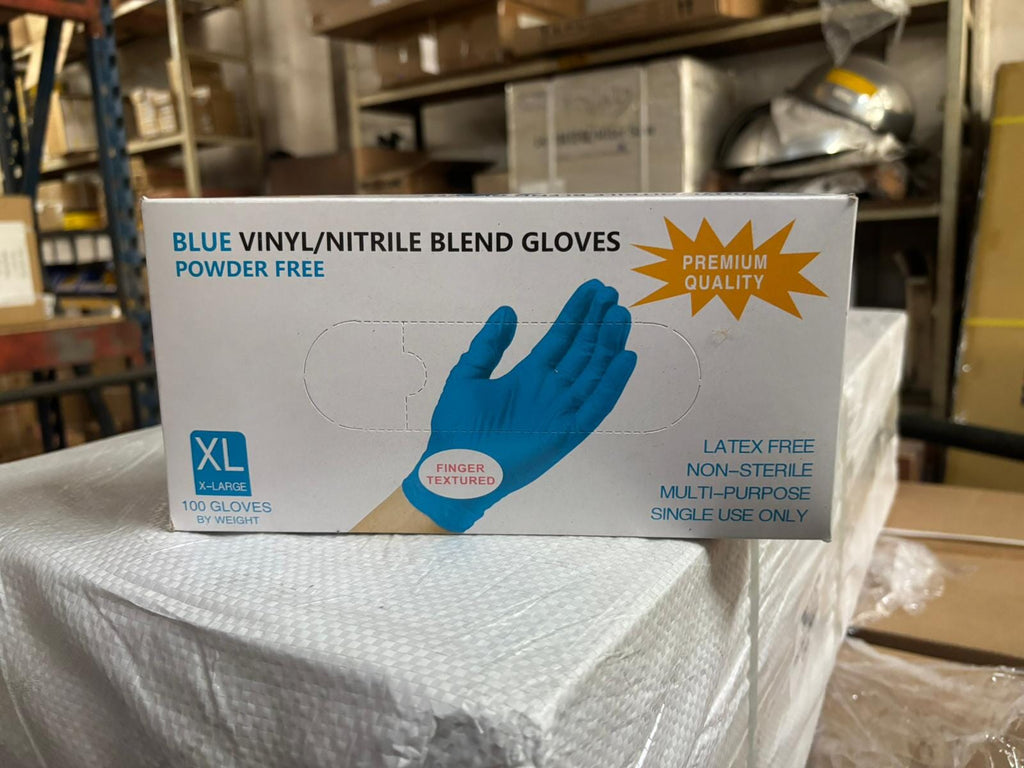 BLUE VINYL/NITRILE BLEND GLOVES
POWDER FREE
PREMIUM
QUALITY
FINGER
TEXTURED
XL
X-LARGE
100 GLOVES
BY WEIGHT
LATEX FREE
NON-STERILE
MULTI-PURPOSE
SINGLE USE ONLY